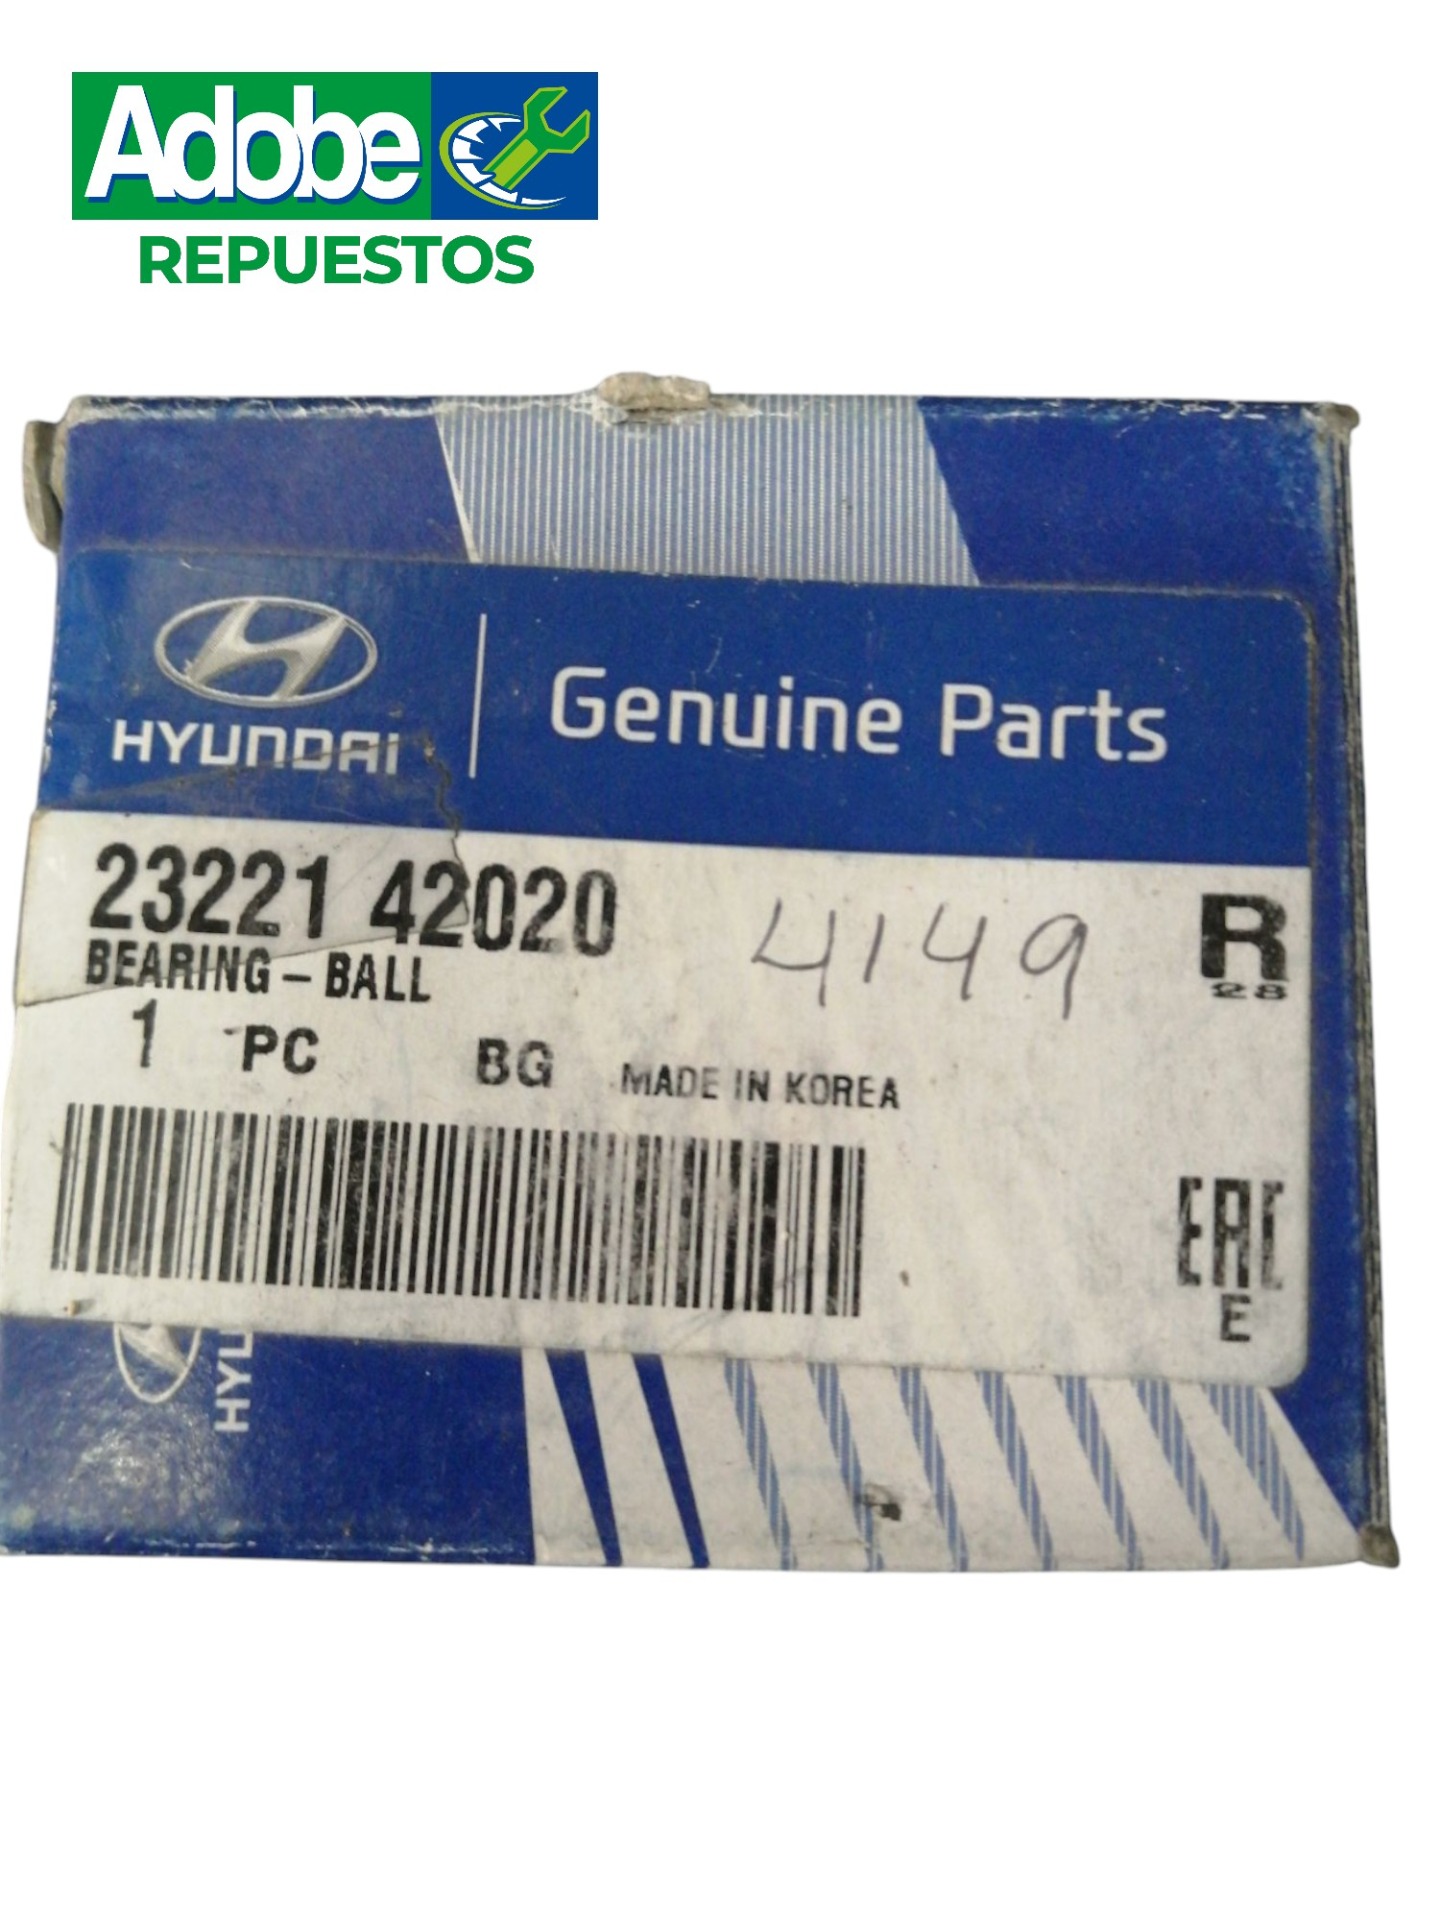 Adobe
REPUESTOS
HYUNDAI
Genuine Parts
23221 42020
4149
R
28
BEARING - BALL
1 PC BG MADE IN KOREA
EAC
E